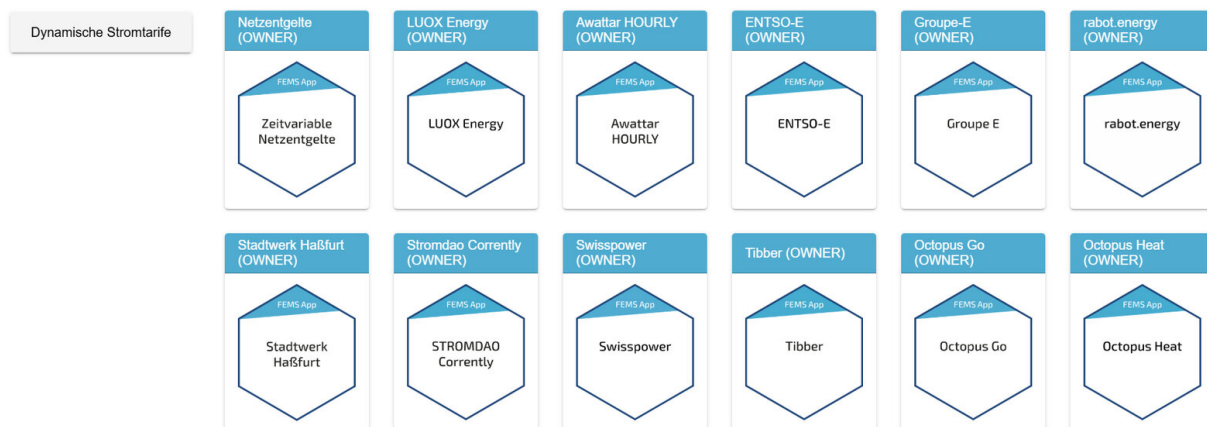 Dynamische Stromtarife
Netzentgelte
(OWNER)
FEMS App
Zeitvariable
Netzentgelte
LUOX Energy
(OWNER)
FEMS App
LUOX Energy
Awattar HOURLY
(OWNER)
FEMS App
Awattar
HOURLY
ENTSO-E
(OWNER)
FEMS App
ENTSO-E
Groupe-E
(OWNER)
FEMS App
Groupe E
rabot.energy
(OWNER)
FEMS App
rabot.energy
Stadtwerk Haßfurt
(OWNER)
FEMS App
Stadtwerk
Haßfurt
Stromdao Corrently
(OWNER)
FEMS App
STROMDAO
Corrently
Swisspower
(OWNER)
FEMS App
Swisspower
Tibber (OWNER)
FEMS App
Tibber
Octopus Go
(OWNER)
FEMS App
Octopus Go
Octopus Heat
(OWNER)
FEMS App
Octopus Heat